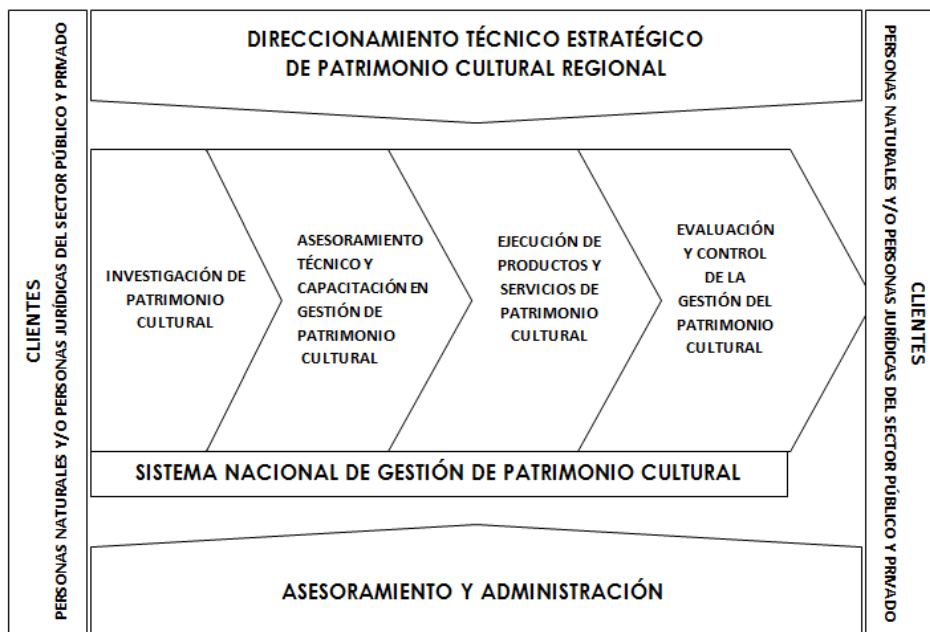 CLIENTES
PERSONAS NATURALES Y/O PERSONAS JURÍDICAS DEL SECTOR PÚBLICO Y PRIVADO
DIRECCIONAMIENTO TÉCNICO ESTRATÉGICO
DE PATRIMONIO CULTURAL REGIONAL
INVESTIGACIÓN DE
PATRIMONIO
CULTURAL
ASESORAMIENTO
TÉCNICO Y
CAPACITACIÓN EN
GESTIÓN DE
PATRIMONIO
CULTURAL
EJECUCIÓN DE
PRODUCTOS Y
SERVICIOS DE
PATRIMONIO
CULTURAL
EVALUACIÓN
Y CONTROL
DE LA
GESTIÓN DEL
PATRIMONIO
CULTURAL
SISTEMA NACIONAL DE GESTIÓN DE PATRIMONIO CULTURAL
ASESORAMIENTO Y ADMINISTRACIÓN
PERSONAS NATURALES Y/O PERSONAS JURÍDICAS DEL SECTOR PÚBLICO Y PRIVADO
CLIENTES